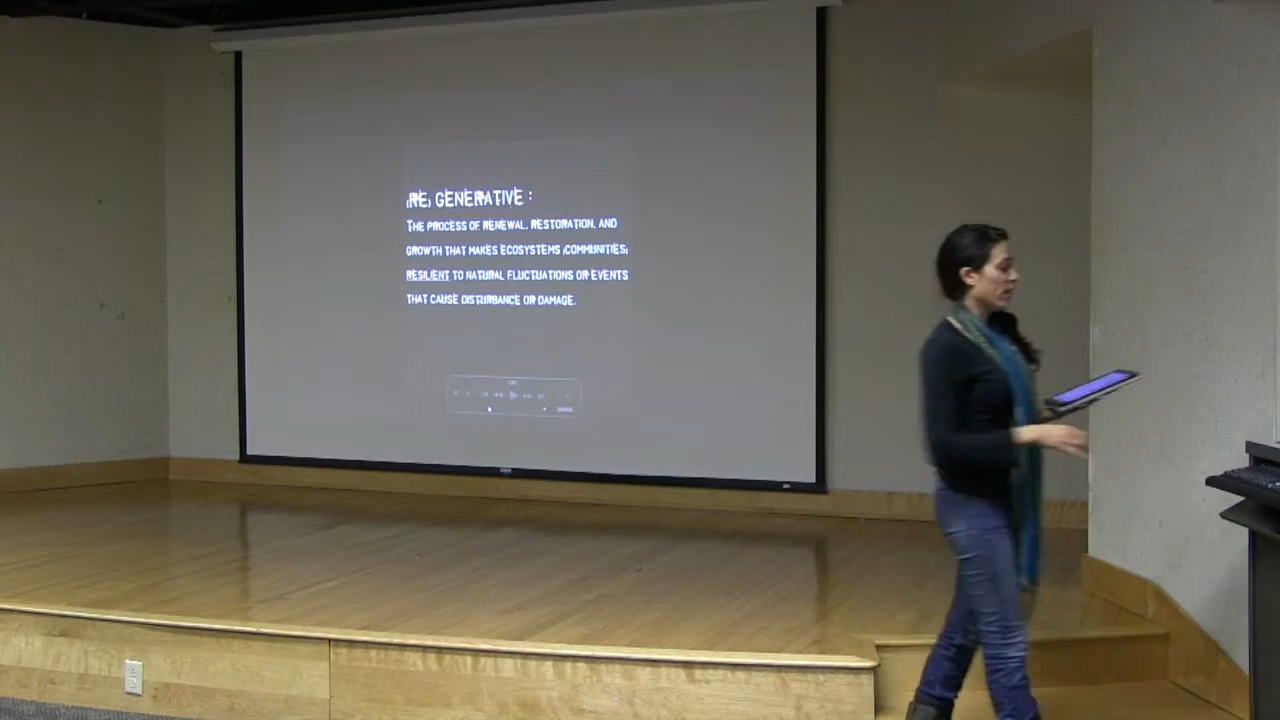 (RE) GENERATIVE :
THE PROCESS OF RENEWAL, RESTORATION, AND
GROWTH THAT MAKES ECOSYSTEMS (COMMUNITIES)
RESILIENT TO NATURAL FLUCTUATIONS OR EVENTS
THAT CAUSE DISTURBANCE OR DAMAGE.